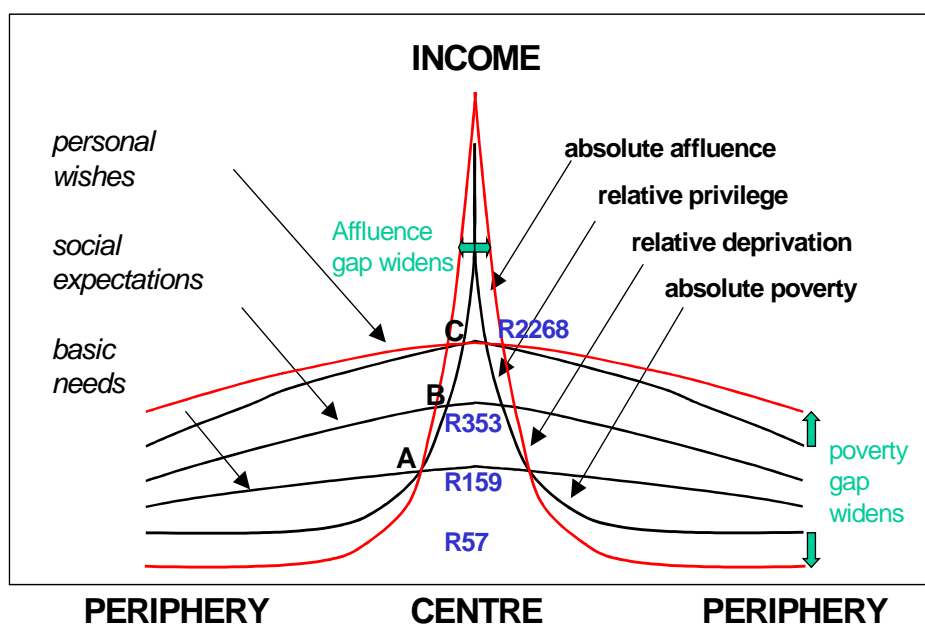 INCOME
personal
wishes
absolute affluence
relative privilege
social
expectations
Affluence
gap widens
relative deprivation
absolute poverty
C
R2268
basic
needs
B
R353
A
R159
poverty
gap
widens
R57
PERIPHERY
CENTRE
PERIPHERY